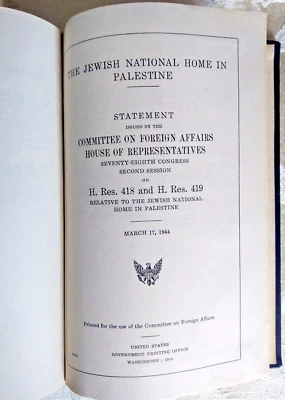 THE JEWISH NATIONAL HOME IN
PALESTINE
STATEMENT
ISSUED BY THE
COMMITTEE ON FOREIGN AFFAIRS
HOUSE OF REPRESENTATIVES
SEVENTY-EIGHTH CONGRESS
SECOND SESSION
ON
H. Res. 418 and H. Res. 419
RELATIVE TO THE JEWISH NATIONAL
HOME IN PALESTINE
MARCH 17, 1944
Printed for the use of the Committee on Foreign Affairs
UNITED STATES
GOVERNMENT PRINTING OFFICE
WASHINGTON : 1944